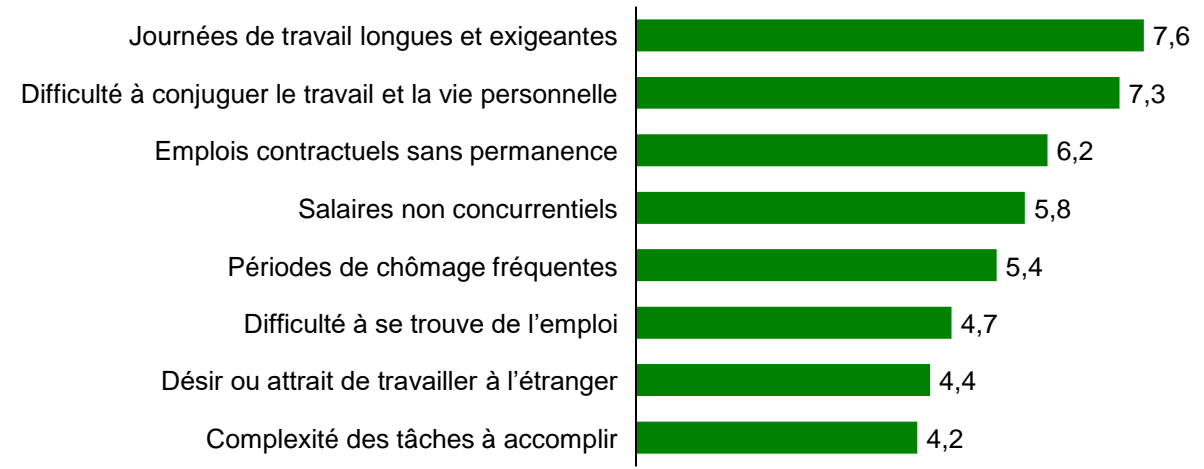 Journées de travail longues et exigeantes 7,6
Difficulté à conjuguer le travail et la vie personnelle 7,3
Emplois contractuels sans permanence 6,2
Salaires non concurrentiels 5,8
Périodes de chômage fréquentes 5,4
Difficulté à se trouve de l’emploi 4,7
Désir ou attrait de travailler à l’étranger 4,4
Complexité des tâches à accomplir 4,2